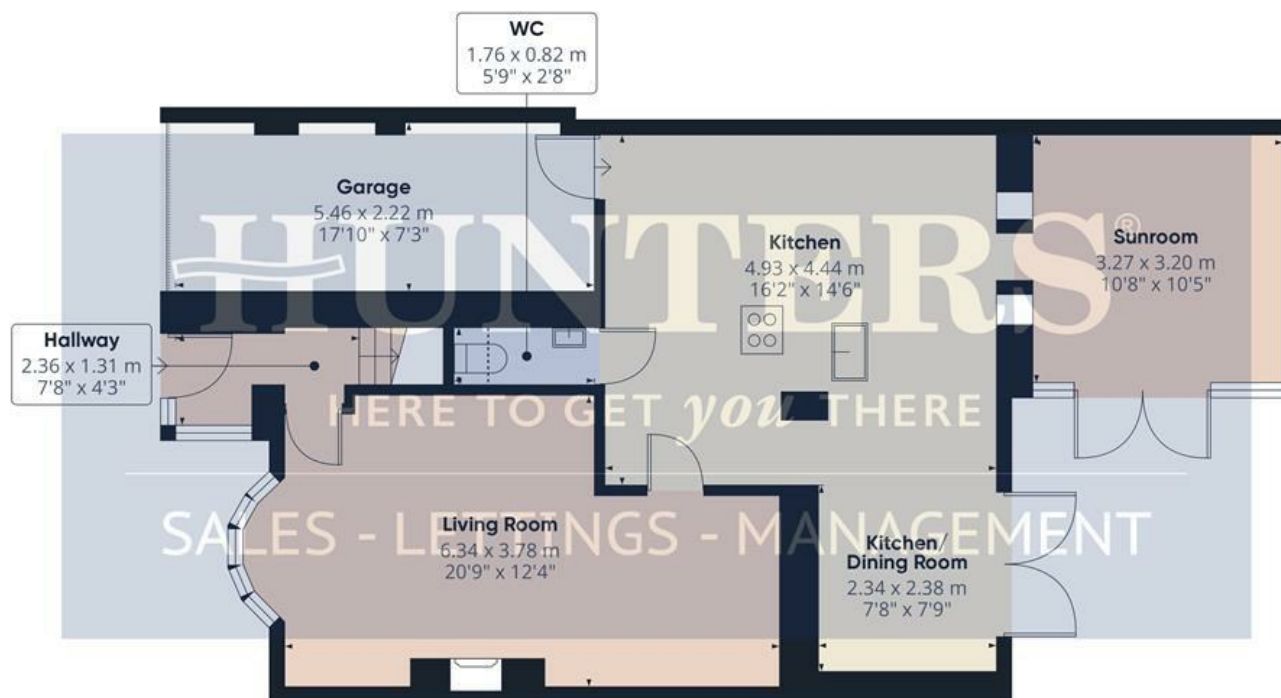 WC
1.76 x 0.82 m
5'9" x 2'8"
Garage
5.46 x 2.22 m
17'10" x 7'3"
HUNTERS®
Kitchen
4.93 x 4.44 m
16'2" x 14'6"
Sunroom
3.27 x 3.20 m
10'8" x 10'5"
Hallway
2.36 x 1.31 m
7'8" x 4'3"
HERE TO GET you THERE
Living Room
6.34 x 3.78 m
20'9" x 12'4"
SALES - LETTINGS - MANAGEMENT
Kitchen/
Dining Room
2.34 x 2.38 m
7'8" x 7'9"